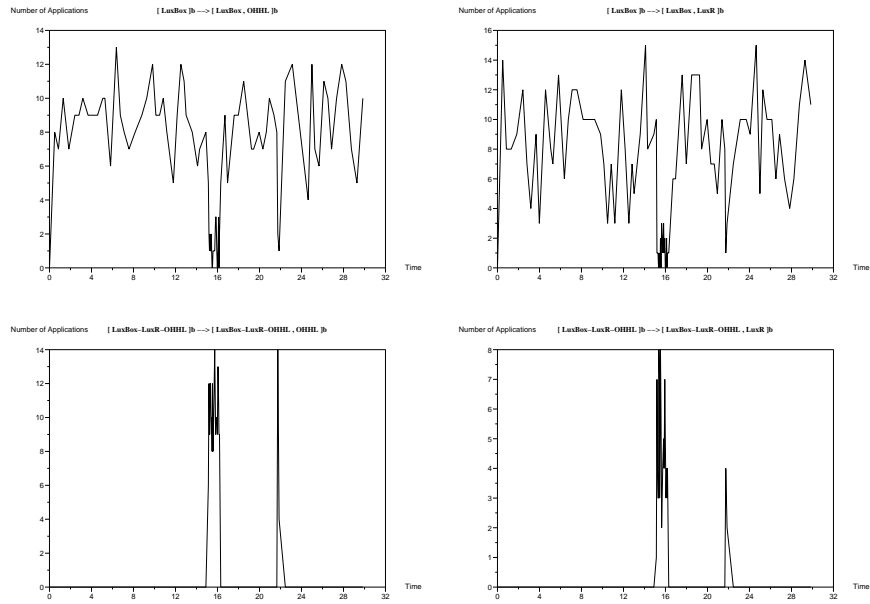 Number of Applications [ LuxBox ]b −−> [ LuxBox , OHHL ]b
14
12
10
8
6
4
2
0
0 4 8 12 16 20 24 28 32
Time
Number of Applications [ LuxBox ]b −−> [ LuxBox , LuxR ]b
16
14
12
10
8
6
4
2
0
0 4 8 12 16 20 24 28 32
Time
Number of Applications [ LuxBox−LuxR−OHHL ]b −−> [ LuxBox−LuxR−OHHL , OHHL ]b
14
12
10
8
6
4
2
0
0 4 8 12 16 20 24 28 32
Time
Number of Applications [ LuxBox−LuxR−OHHL ]b −−> [ LuxBox−LuxR−OHHL , LuxR ]b
8
7
6
5
4
3
2
1
0
0 4 8 12 16 20 24 28 32
Time